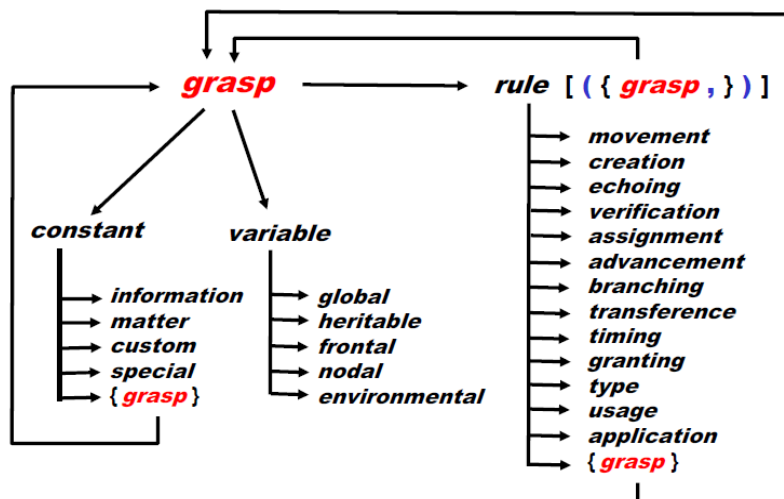 grasp
rule [ ( { grasp , } ) ]
constant
information
matter
custom
special
{ grasp }
variable
global
heritable
frontal
nodal
environmental
movement
creation
echoing
verification
assignment
advancement
branching
transference
timing
granting
type
usage
application
{ grasp }